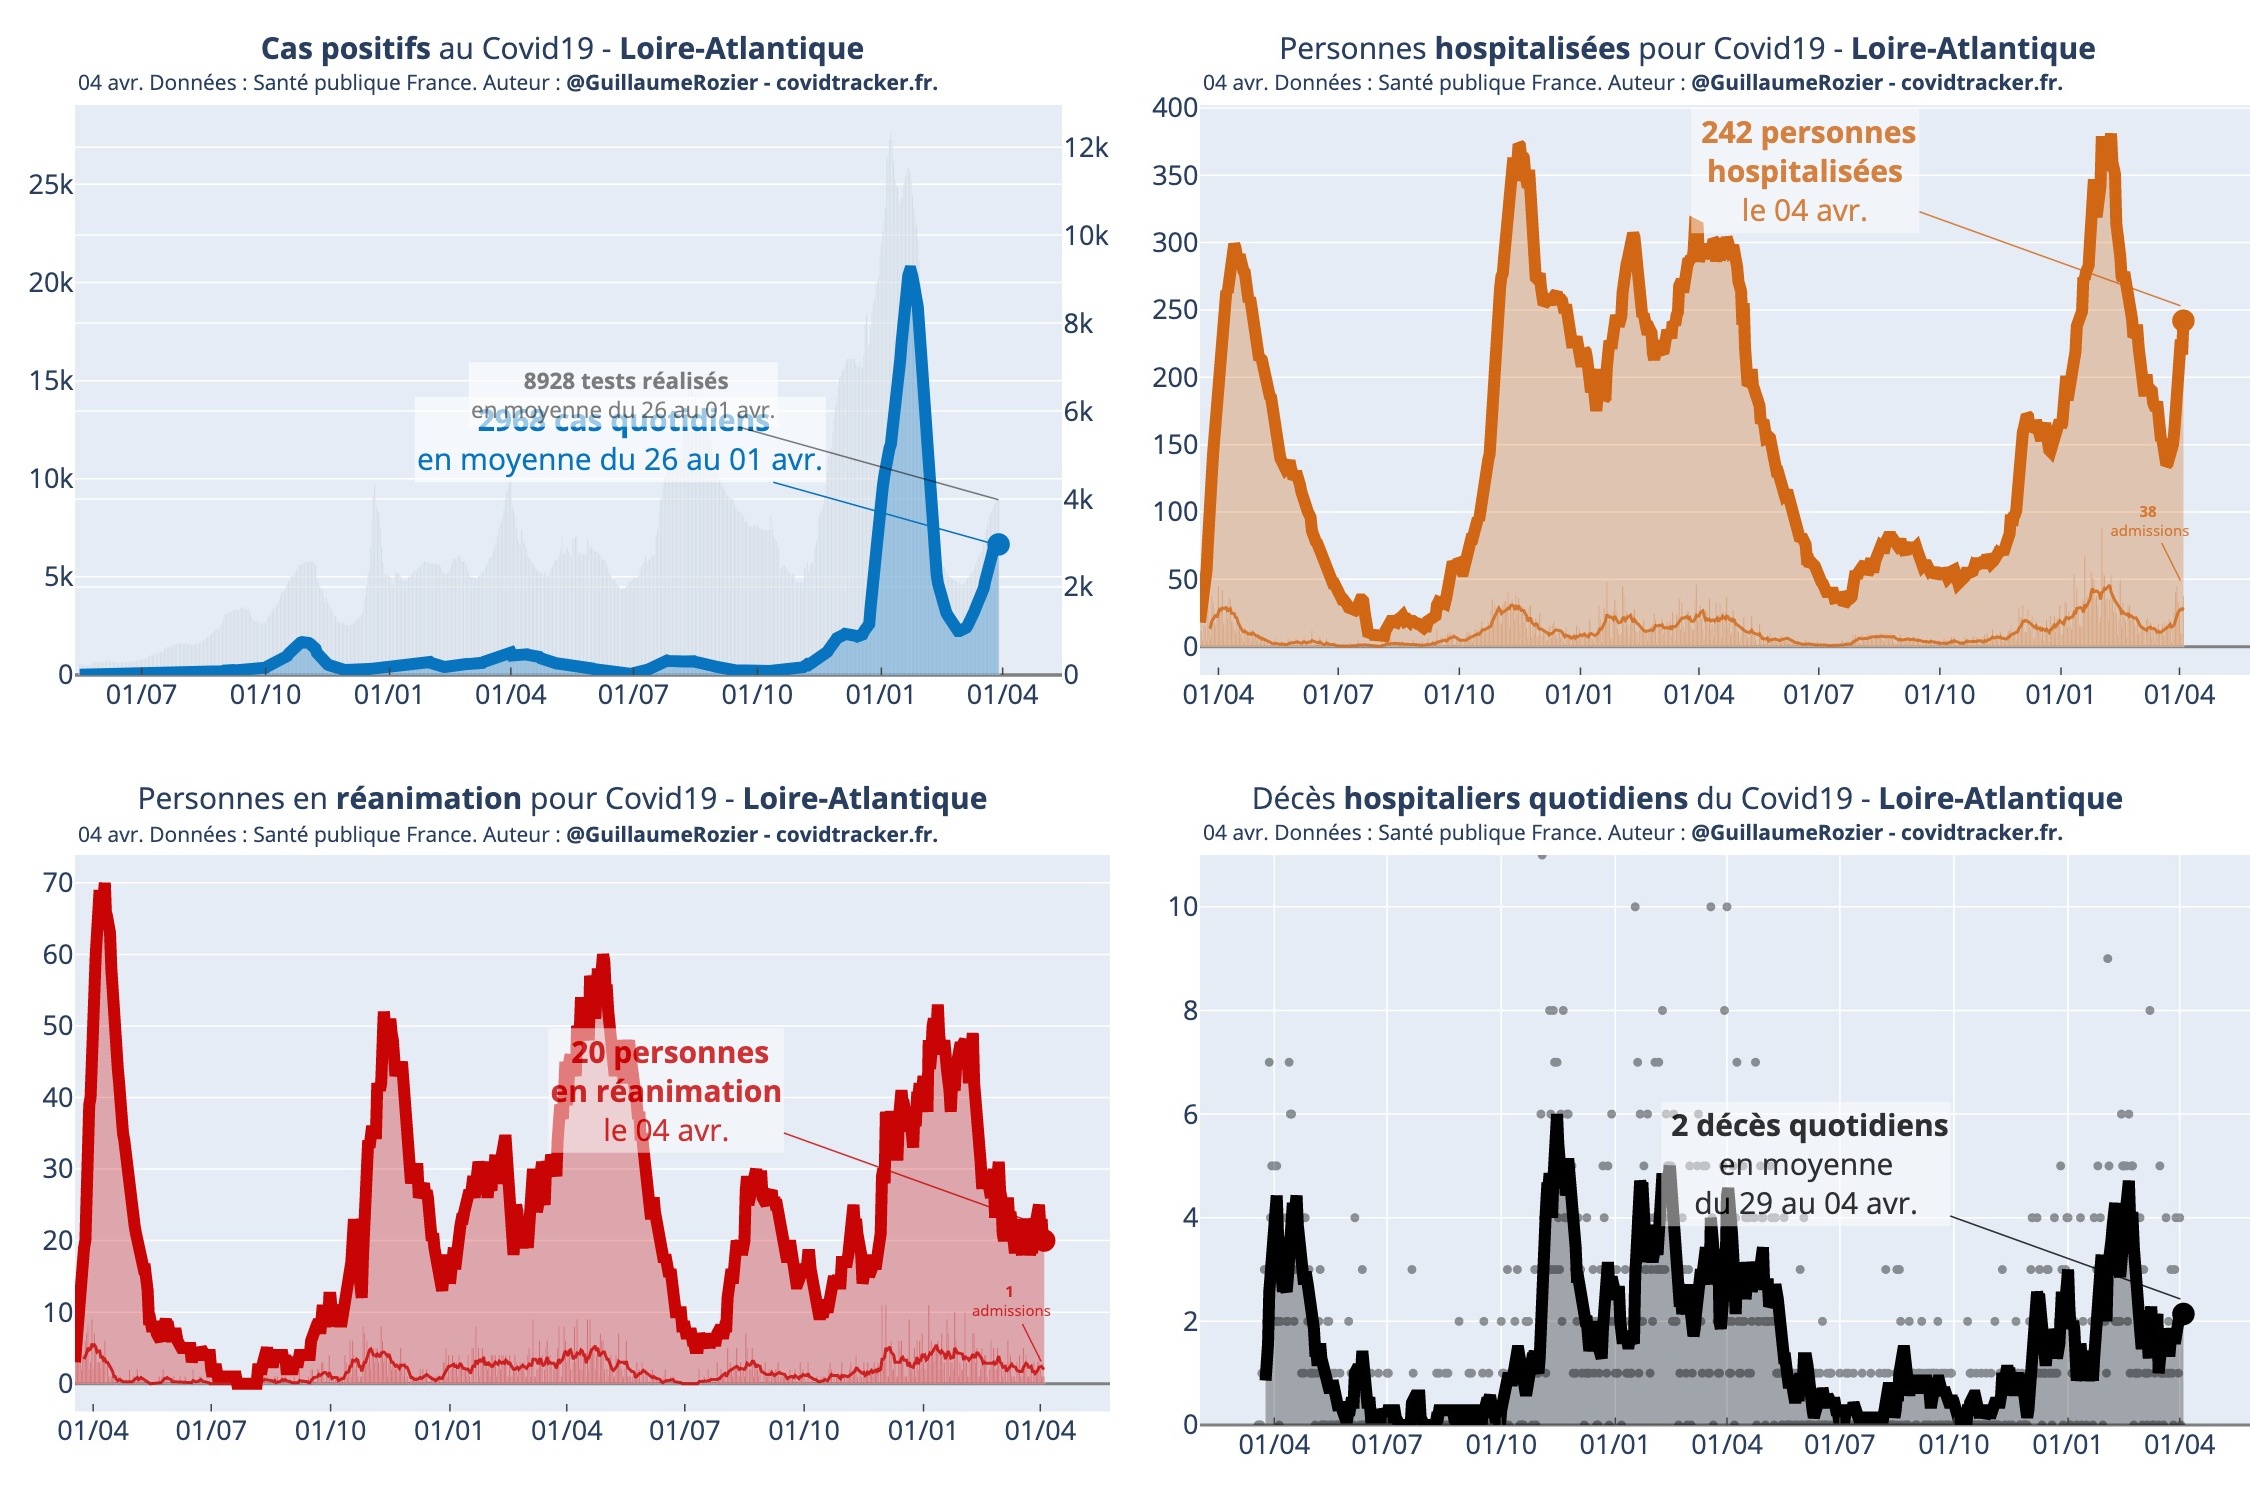 Cas positifs au Covid19 - Loire-Atlantique
04 avr. Données : Santé publique France. Auteur : @GuillaumeRozier - covidtracker.fr.
25k
20k
15k
10k
5k
0
12k
10k
8k
6k
4k
2k
0
8928 tests réalisés
en moyenne du 26 au 01 avr.
2968 cas quotidiens
en moyenne du 26 au 01 avr.
01/07 01/10 01/01 01/04 01/07 01/10 01/01 01/04
Personnes hospitalisées pour Covid19 - Loire-Atlantique
04 avr. Données : Santé publique France. Auteur : @GuillaumeRozier - covidtracker.fr.
400
350
300
250
200
150
100
50
0
242 personnes
hospitalisées
le 04 avr.
38
admissions
01/04 01/07 01/10 01/01 01/04 01/07 01/10 01/01 01/04
Personnes en réanimation pour Covid19 - Loire-Atlantique
04 avr. Données : Santé publique France. Auteur : @GuillaumeRozier - covidtracker.fr.
70
60
50
40
30
20
10
0
20 personnes
en réanimation
le 04 avr.
1
admissions
01/04 01/07 01/10 01/01 01/04 01/07 01/10 01/01 01/04
Décès hospitaliers quotidiens du Covid19 - Loire-Atlantique
04 avr. Données : Santé publique France. Auteur : @GuillaumeRozier - covidtracker.fr.
10
8
6
4
2
0
2 décès quotidiens
en moyenne
du 29 au 04 avr.
01/04 01/07 01/10 01/01 01/04 01/07 01/10 01/01 01/04